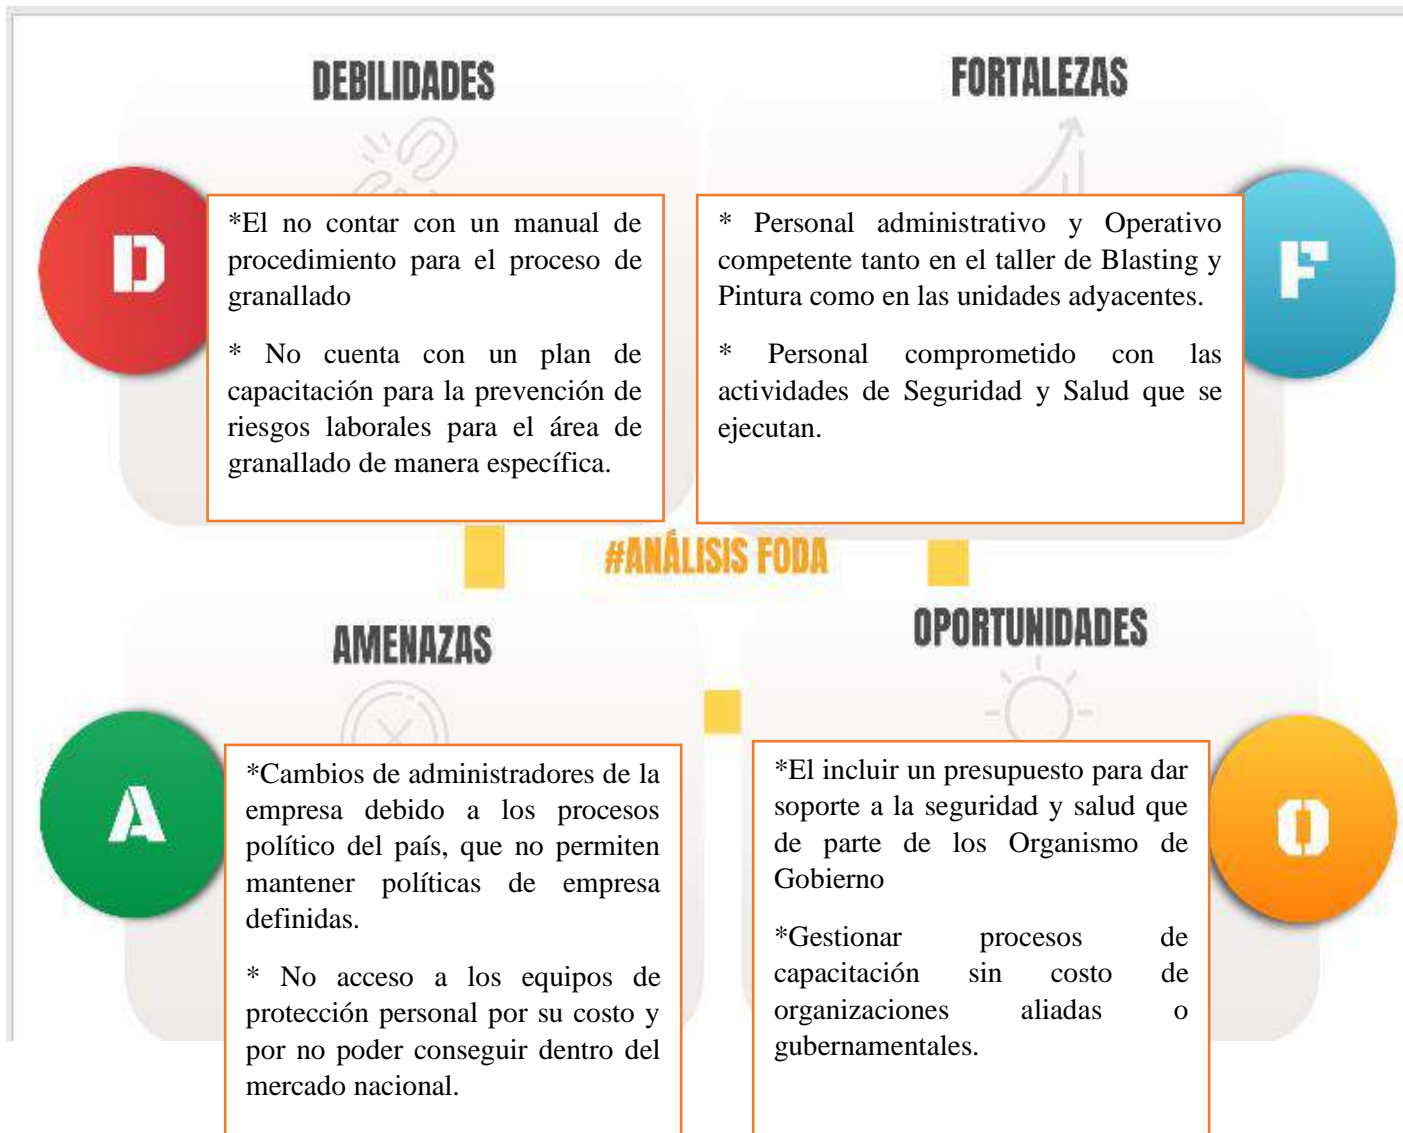 DEBILIDADES
D
*El no contar con un manual de
procedimiento para el proceso de
granallado
* No cuenta con un plan de
capacitación para la prevención de
riesgos laborales para el área de
granallado de manera específica.
FORTALEZAS
* Personal administrativo y Operativo
competente tanto en el taller de Blasting y
Pintura como en las unidades adyacentes.
* Personal comprometido con las
actividades de Seguridad y Salud que se
ejecutan.
F
#ANÁLISIS FODA
AMENAZAS
A
*Cambios de administradores de la
empresa debido a los procesos
político del país, que no permiten
mantener políticas de empresa
definidas.
* No acceso a los equipos de
protección personal por su costo y
por no poder conseguir dentro del
mercado nacional.
OPORTUNIDADES
*El incluir un presupuesto para dar
soporte a la seguridad y salud que
de parte de los Organismo de
Gobierno
*Gestionar procesos de
capacitación sin costo de
organizaciones aliadas o
gubernamentales.
O